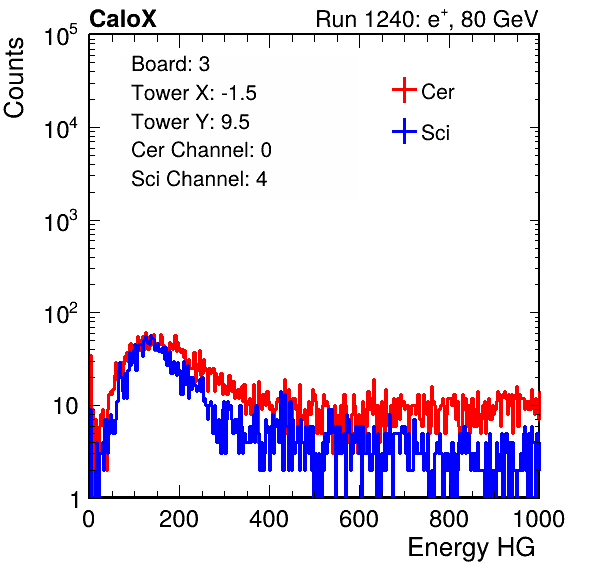 CaloX
Run 1240: e⁺, 80 GeV
Counts
10⁵
10⁴
10³
10²
10
1
Board: 3
Tower X: -1.5
Tower Y: 9.5
Cer Channel: 0
Sci Channel: 4
Cer
Sci
0 200 400 600 800 1000
Energy HG